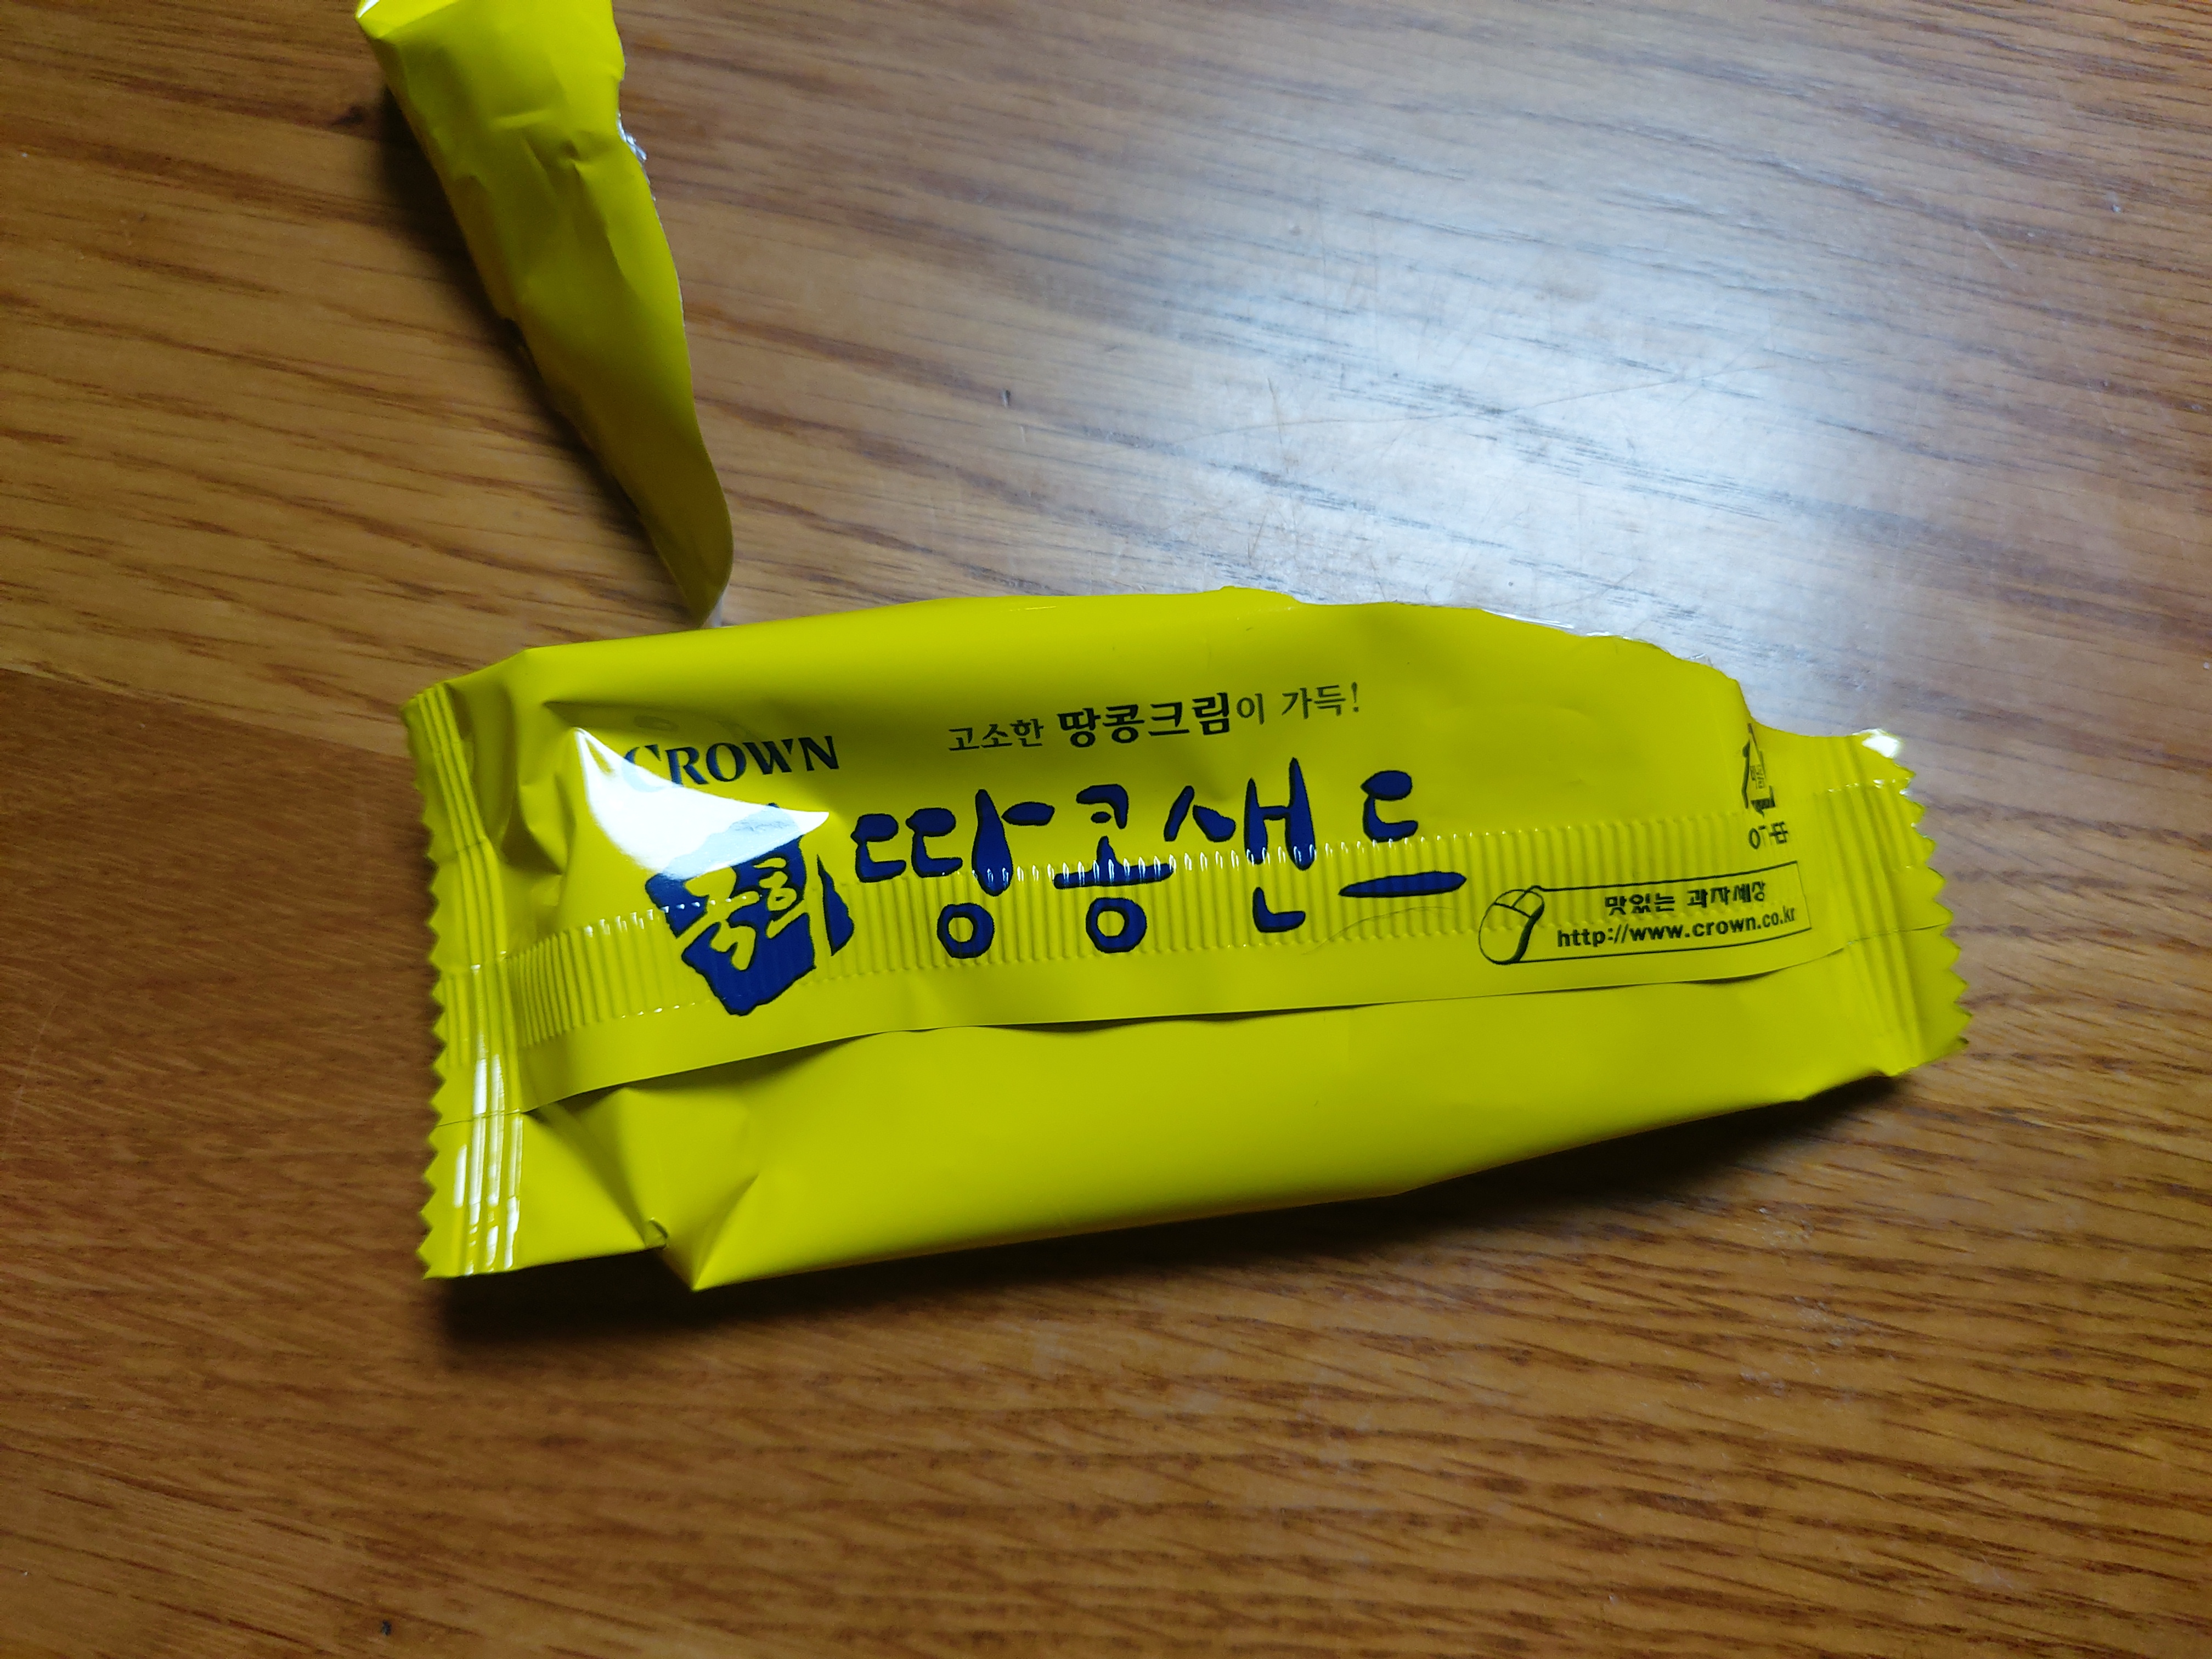 CROWN
고소한 땅콩크림이 가득!
국희 땅콩샌드
맛있는 과자세상
http://www.crown.co.kr